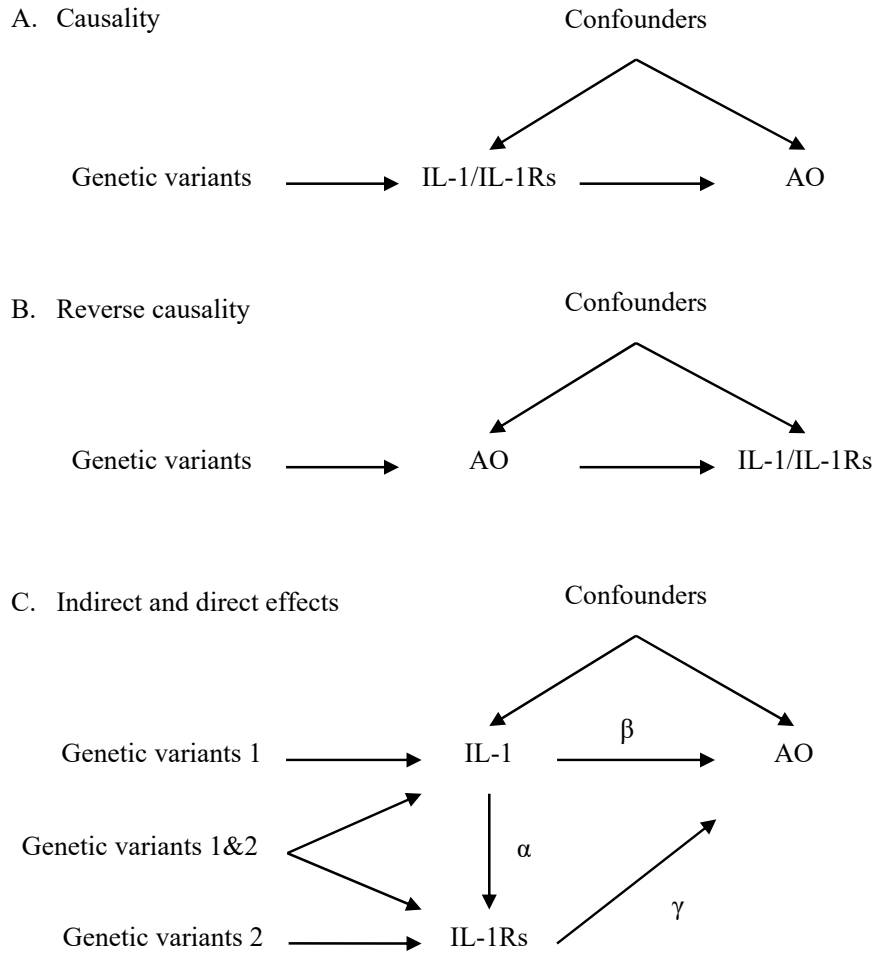 A. Causality
Confounders
Genetic variants
IL-1/IL-1Rs
AO
B. Reverse causality
Confounders
Genetic variants
AO
IL-1/IL-1Rs
C. Indirect and direct effects
Confounders
Genetic variants 1
IL-1
β
AO
Genetic variants 1&2
α
Genetic variants 2
IL-1Rs
γ